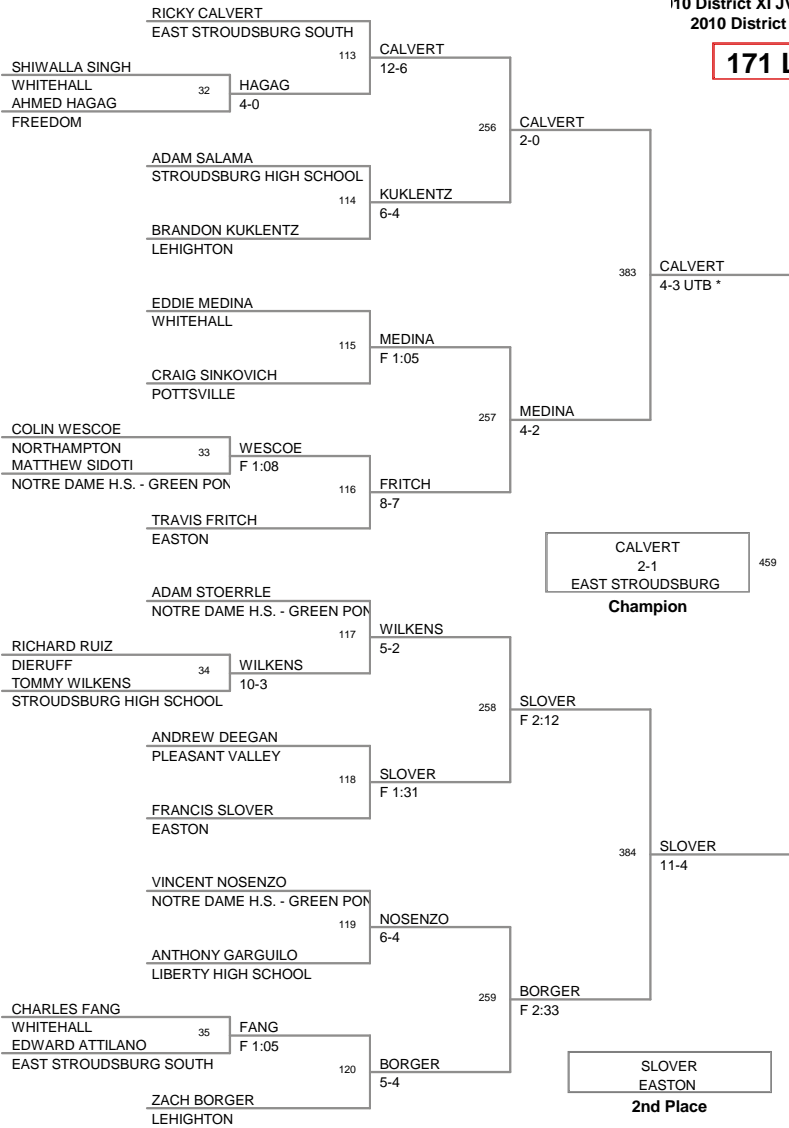 RICKY CALVERT
EAST STROUDSBURG SOUTH
10 District XI JV
2010 District
171 L
113
CALVERT
12-6
SHIWALLA SINGH
WHITEHALL
32
AHMED HAGAG
FREEDOM
HAGAG
4-0
256
CALVERT
2-0
ADAM SALAMA
STROUDSBURG HIGH SCHOOL
114
KUKLENTZ
6-4
BRANDON KUKLENTZ
LEHIGHTON
383
CALVERT
4-3 UTB *
EDDIE MEDINA
WHITEHALL
115
MEDINA
F 1:05
CRAIG SINKOVICH
POTTSVILLE
257
MEDINA
4-2
COLIN WESCOE
NORTHAMPTON
33
MATTHEW SIDOTI
NOTRE DAME H.S. - GREEN PON
WESCOE
F 1:08
116
FRITCH
8-7
TRAVIS FRITCH
EASTON
CALVERT
2-1
EAST STROUDSBURG
459
Champion
ADAM STOERRLE
NOTRE DAME H.S. - GREEN PON
117
WILKENS
5-2
RICHARD RUIZ
DIERUFF
34
TOMMY WILKENS
STROUDSBURG HIGH SCHOOL
WILKENS
10-3
258
SLOVER
F 2:12
ANDREW DEEGAN
PLEASANT VALLEY
118
SLOVER
F 1:31
FRANCIS SLOVER
EASTON
384
SLOVER
11-4
VINCENT NOSENZO
NOTRE DAME H.S. - GREEN PON
119
NOSENZO
6-4
ANTHONY GARGUILO
LIBERTY HIGH SCHOOL
259
BORGER
F 2:33
CHARLES FANG
WHITEHALL
35
EDWARD ATTILANO
EAST STROUDSBURG SOUTH
FANG
F 1:05
120
BORGER
5-4
ZACH BORGER
LEHIGHTON
SLOVER
EASTON
2nd Place